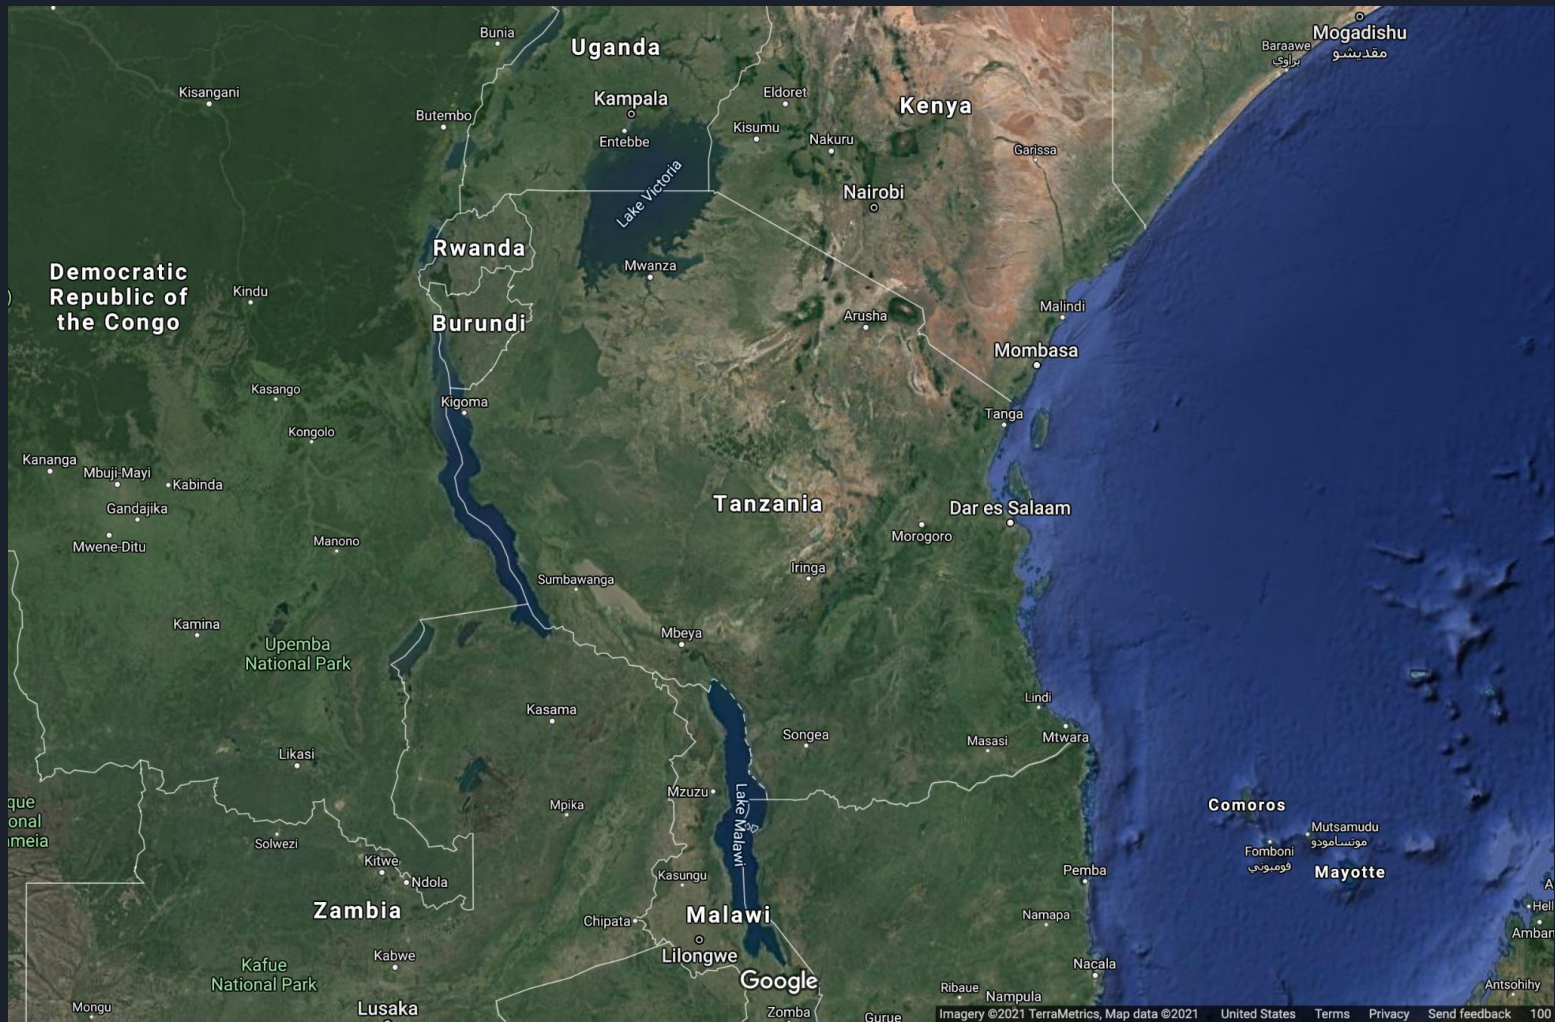 Mogadishu
مقديشو
Bunia
Uganda
Baraawe
براوي
Kisangani
Kampala
Eldoret
Kenya
Butembo
Entebbe
Kisumu
Nakuru
Garissa
Lake Victoria
Nairobi
Rwanda
Mwanza
Democratic
Republic of
the Congo
Kindu
)
Burundi
Arusha
Malindi
Mombasa
Kasango
Kigoma
Tanga
Kongolo
Kananga
Mbuji-Mayi
Kabinda
Gandajika
Tanzania
Dar es Salaam
Mwene-Ditu
Manono
Morogoro
Iringa
Sumbawanga
Kamina
Mbeya
Upemba
National Park
Kasama
Lindi
Songea
Masasi
Mtwara
Likasi
Mzuzu
Lake Malawi
que
onal
meia
Mpika
Comoros
Mutsamudu
موتسامودو
Solwezi
Fomboni
فومبوني
Kitwe
Mayotte
Ndola
Kasungu
Pemba
A
Hell
Zambia
Chipata
Malawi
Namapa
Amban
Kabwe
Lilongwe
Kafue
National Park
Nacala
Google
Antsohihy
Ribaue
Nampula
Mongu
Lusaka
Zomba
Gurue
Imagery ©2021 TerraMetrics, Map data ©2021 United States Terms Privacy Send feedback 100